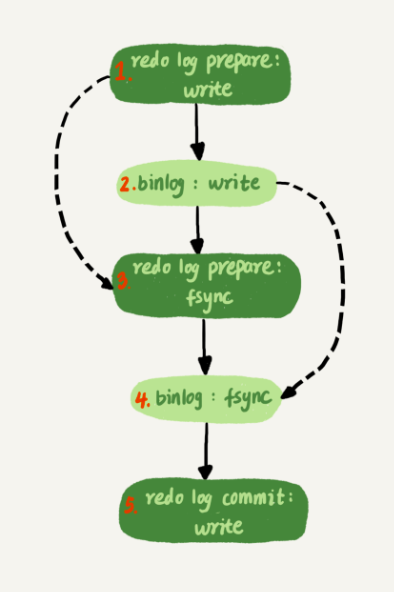 1. redo log prepare:
write
2. binlog : write
3. redo log prepare:
fsync
4. binlog : fsync
5. redo log commit:
write